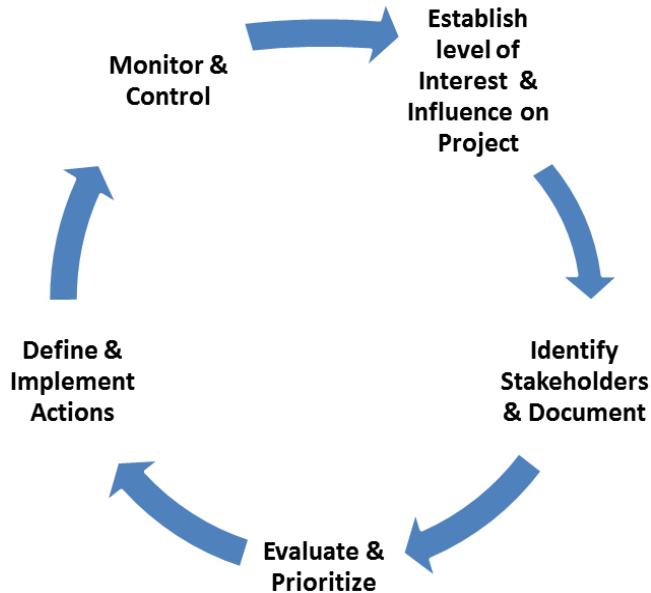 Establish
level of
Interest &
Influence on
Project
Identify
Stakeholders
& Document
Evaluate &
Prioritize
Define &
Implement
Actions
Monitor &
Control